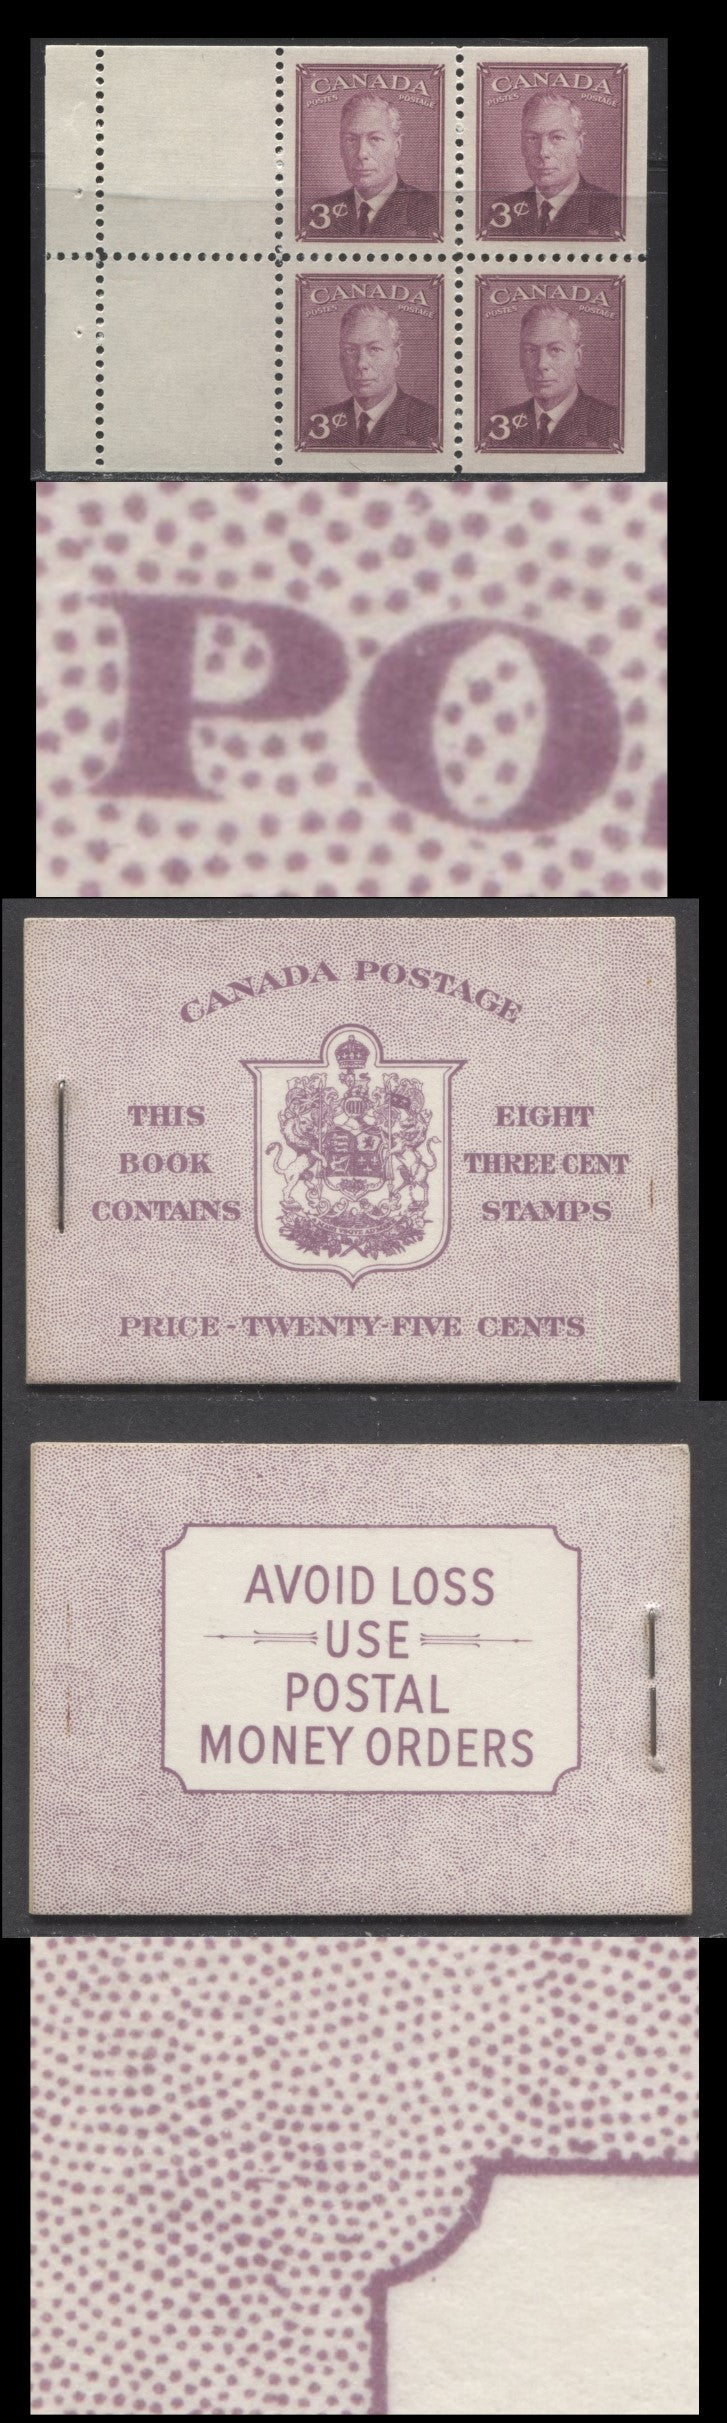 CANADA
POSTES POSTAGE
3¢
CANADA
POSTES POSTAGE
3¢
CANADA
POSTES POSTAGE
3¢
CANADA
POSTES POSTAGE
3¢
PO
CANADA POSTAGE
THIS
BOOK
CONTAINS
EIGHT
THREE CENT
STAMPS
PRICE-TWENTY-FIVE CENTS
AVOID LOSS
USE
POSTAL
MONEY ORDERS